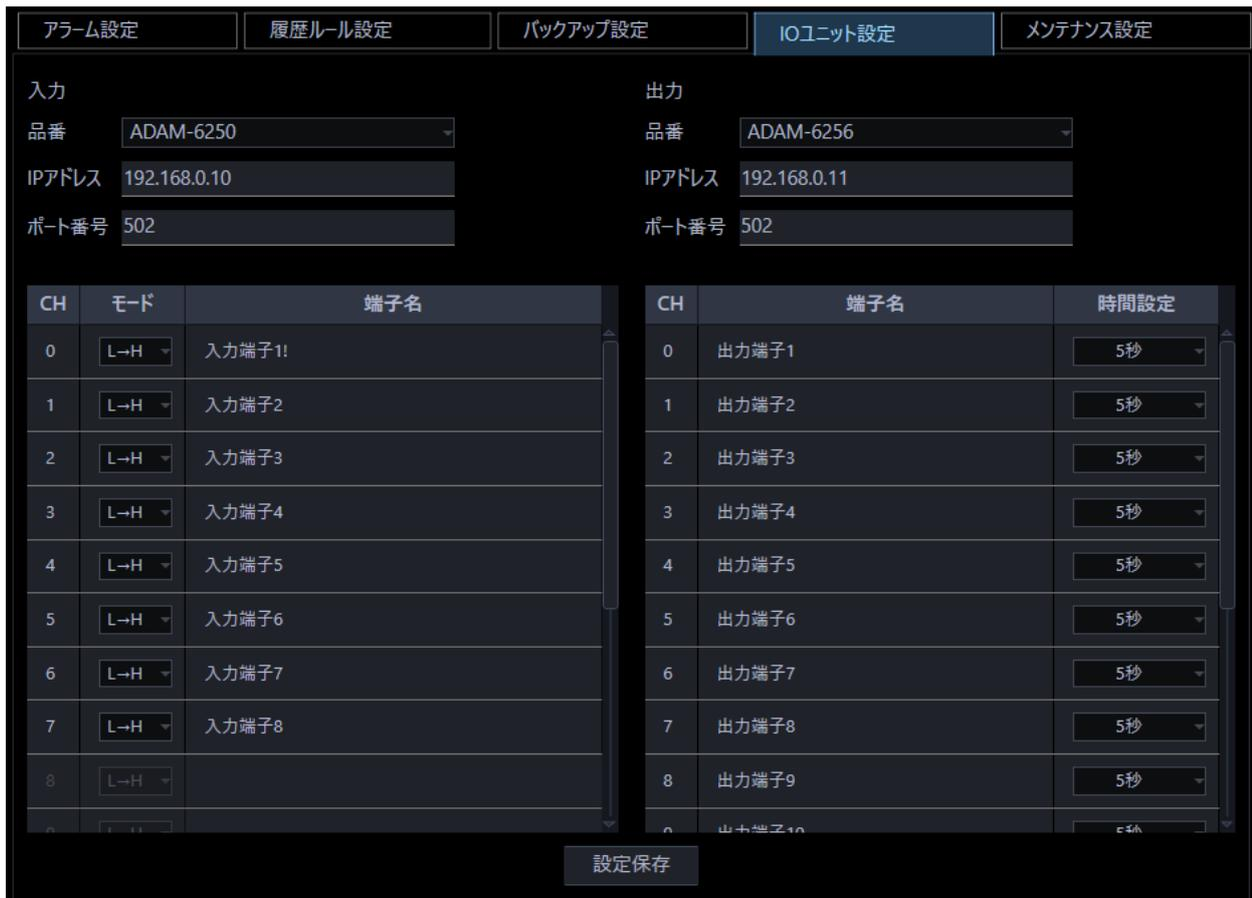 アラーム設定 履歴ルール設定 バックアップ設定 IOユニット設定 メンテナンス設定
入力 出力
品番 ADAM-6250 品番 ADAM-6256
IPアドレス 192.168.0.10 IPアドレス 192.168.0.11
ポート番号 502 ポート番号 502
CH モード 端子名 CH 端子名 時間設定
0 L→H 入力端子1! 0 出力端子1 5秒
1 L→H 入力端子2 1 出力端子2 5秒
2 L→H 入力端子3 2 出力端子3 5秒
3 L→H 入力端子4 3 出力端子4 5秒
4 L→H 入力端子5 4 出力端子5 5秒
5 L→H 入力端子6 5 出力端子6 5秒
6 L→H 入力端子7 6 出力端子7 5秒
7 L→H 入力端子8 7 出力端子8 5秒
8 L→H 8 出力端子9 5秒
9 L→H 9 出力端子10 5秒
設定保存